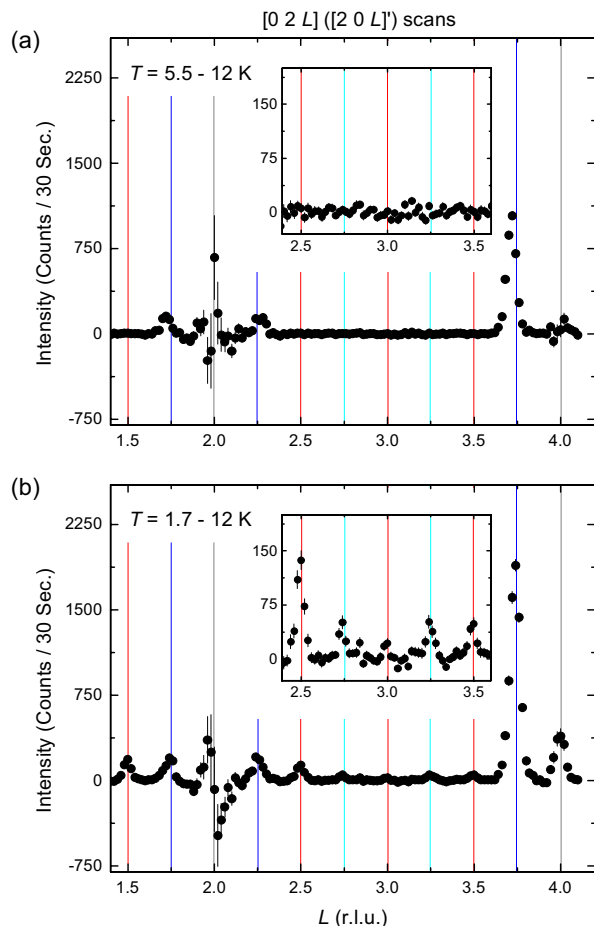 [0 2 L] ([2 0 L]') scans
(a)
T = 5.5 - 12 K
2250
1500
750
0
-750
Intensity (Counts / 30 Sec.)
150
75
0
2.5 3.0 3.5
1.5 2.0 2.5 3.0 3.5 4.0
(b)
T = 1.7 - 12 K
2250
1500
750
0
-750
Intensity (Counts / 30 Sec.)
150
75
0
2.5 3.0 3.5
1.5 2.0 2.5 3.0 3.5 4.0
L (r.l.u.)